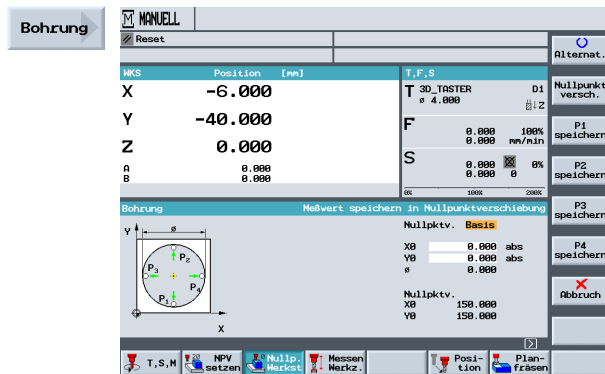 Bohrung
MANUELL
Reset
WKS Position [mm]
X -6.000
Y -40.000
Z 0.000
A 0.000
B 0.000
T,F,S
T 3D_TASTER D1
ø 4.000 Z
F 0.000 100%
0.000 mm/min
S 0.000 0%
0.000 0
0% 100% 200%
Bohrung Meßwert speichern in Nullpunktverschiebung
Y ø
P2
P3
P4
P1
X
Nullpktv. Basis
X0 0.000 abs
Y0 0.000 abs
ø 0.000
Nullpktv.
X0 150.000
Y0 150.000
Alternat.
Nullpunkt
versch.
P1
speichern
P2
speichern
P3
speichern
P4
speichern
Abbruch
T,S,M
NPV
setzen
Nullp.
Werkst
Messen
Werkz.
Posi-
tion
Plan-
fräsen